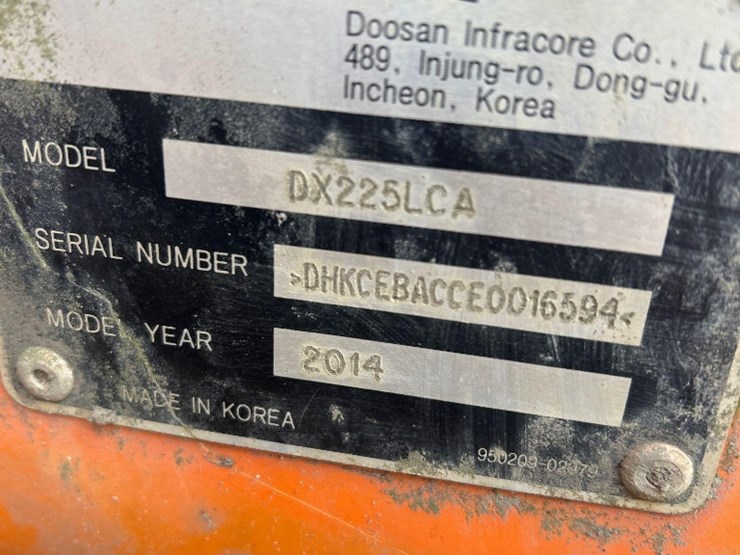 Doosan Infracore Co., Ltd
489, Injung-ro, Dong-gu,
Incheon, Korea
MODEL DX225LCA
SERIAL NUMBER >DHKCEBACCE0016594<
MODEL YEAR 2014
MADE IN KOREA